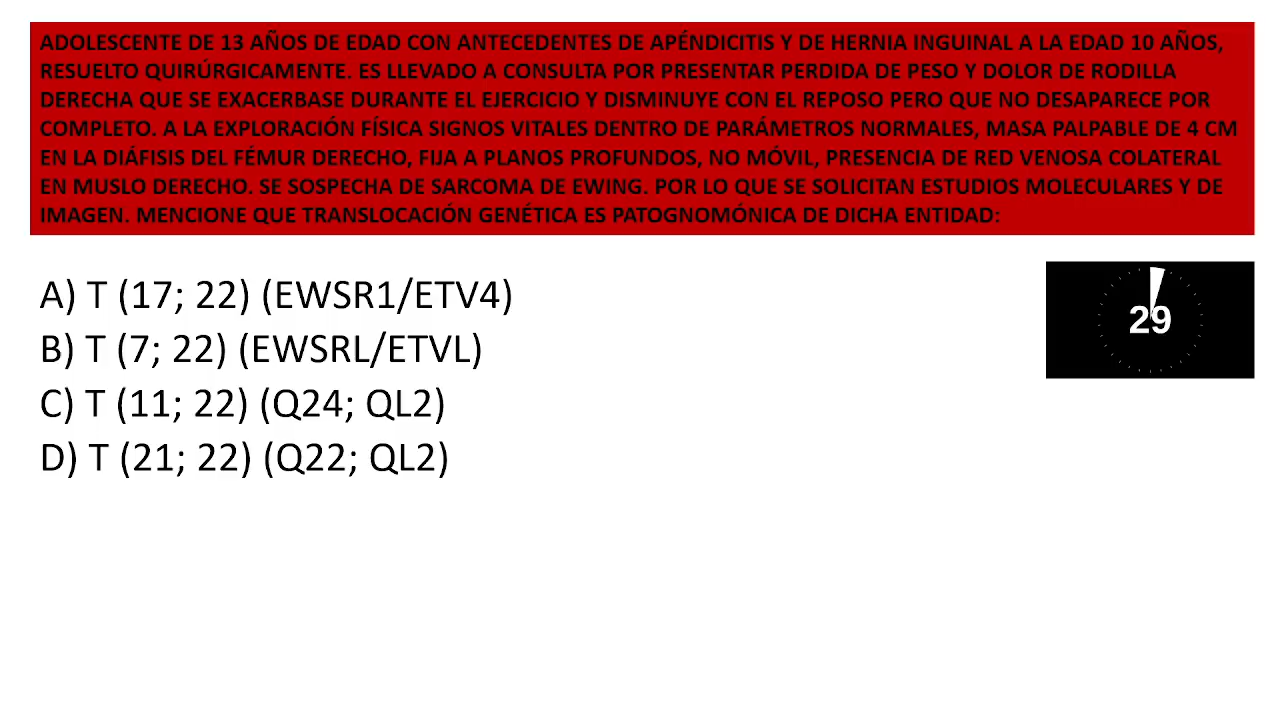 ADOLESCENTE DE 13 AÑOS DE EDAD CON ANTECEDENTES DE APÉNDICITIS Y DE HERNIA INGUINAL A LA EDAD 10 AÑOS,
RESUELTO QUIRÚRGICAMENTE. ES LLEVADO A CONSULTA POR PRESENTAR PERDIDA DE PESO Y DOLOR DE RODILLA
DERECHA QUE SE EXACERBASE DURANTE EL EJERCICIO Y DISMINUYE CON EL REPOSO PERO QUE NO DESAPARECE POR
COMPLETO. A LA EXPLORACIÓN FÍSICA SIGNOS VITALES DENTRO DE PARÁMETROS NORMALES, MASA PALPABLE DE 4 CM
EN LA DIÁFISIS DEL FÉMUR DERECHO, FIJA A PLANOS PROFUNDOS, NO MÓVIL, PRESENCIA DE RED VENOSA COLATERAL
EN MUSLO DERECHO. SE SOSPECHA DE SARCOMA DE EWING. POR LO QUE SE SOLICITAN ESTUDIOS MOLECULARES Y DE
IMAGEN. MENCIONE QUE TRANSLOCACIÓN GENÉTICA ES PATOGNOMÓNICA DE DICHA ENTIDAD:
A) T (17; 22) (EWSR1/ETV4)
B) T (7; 22) (EWSRL/ETVL)
C) T (11; 22) (Q24; QL2)
D) T (21; 22) (Q22; QL2)
29